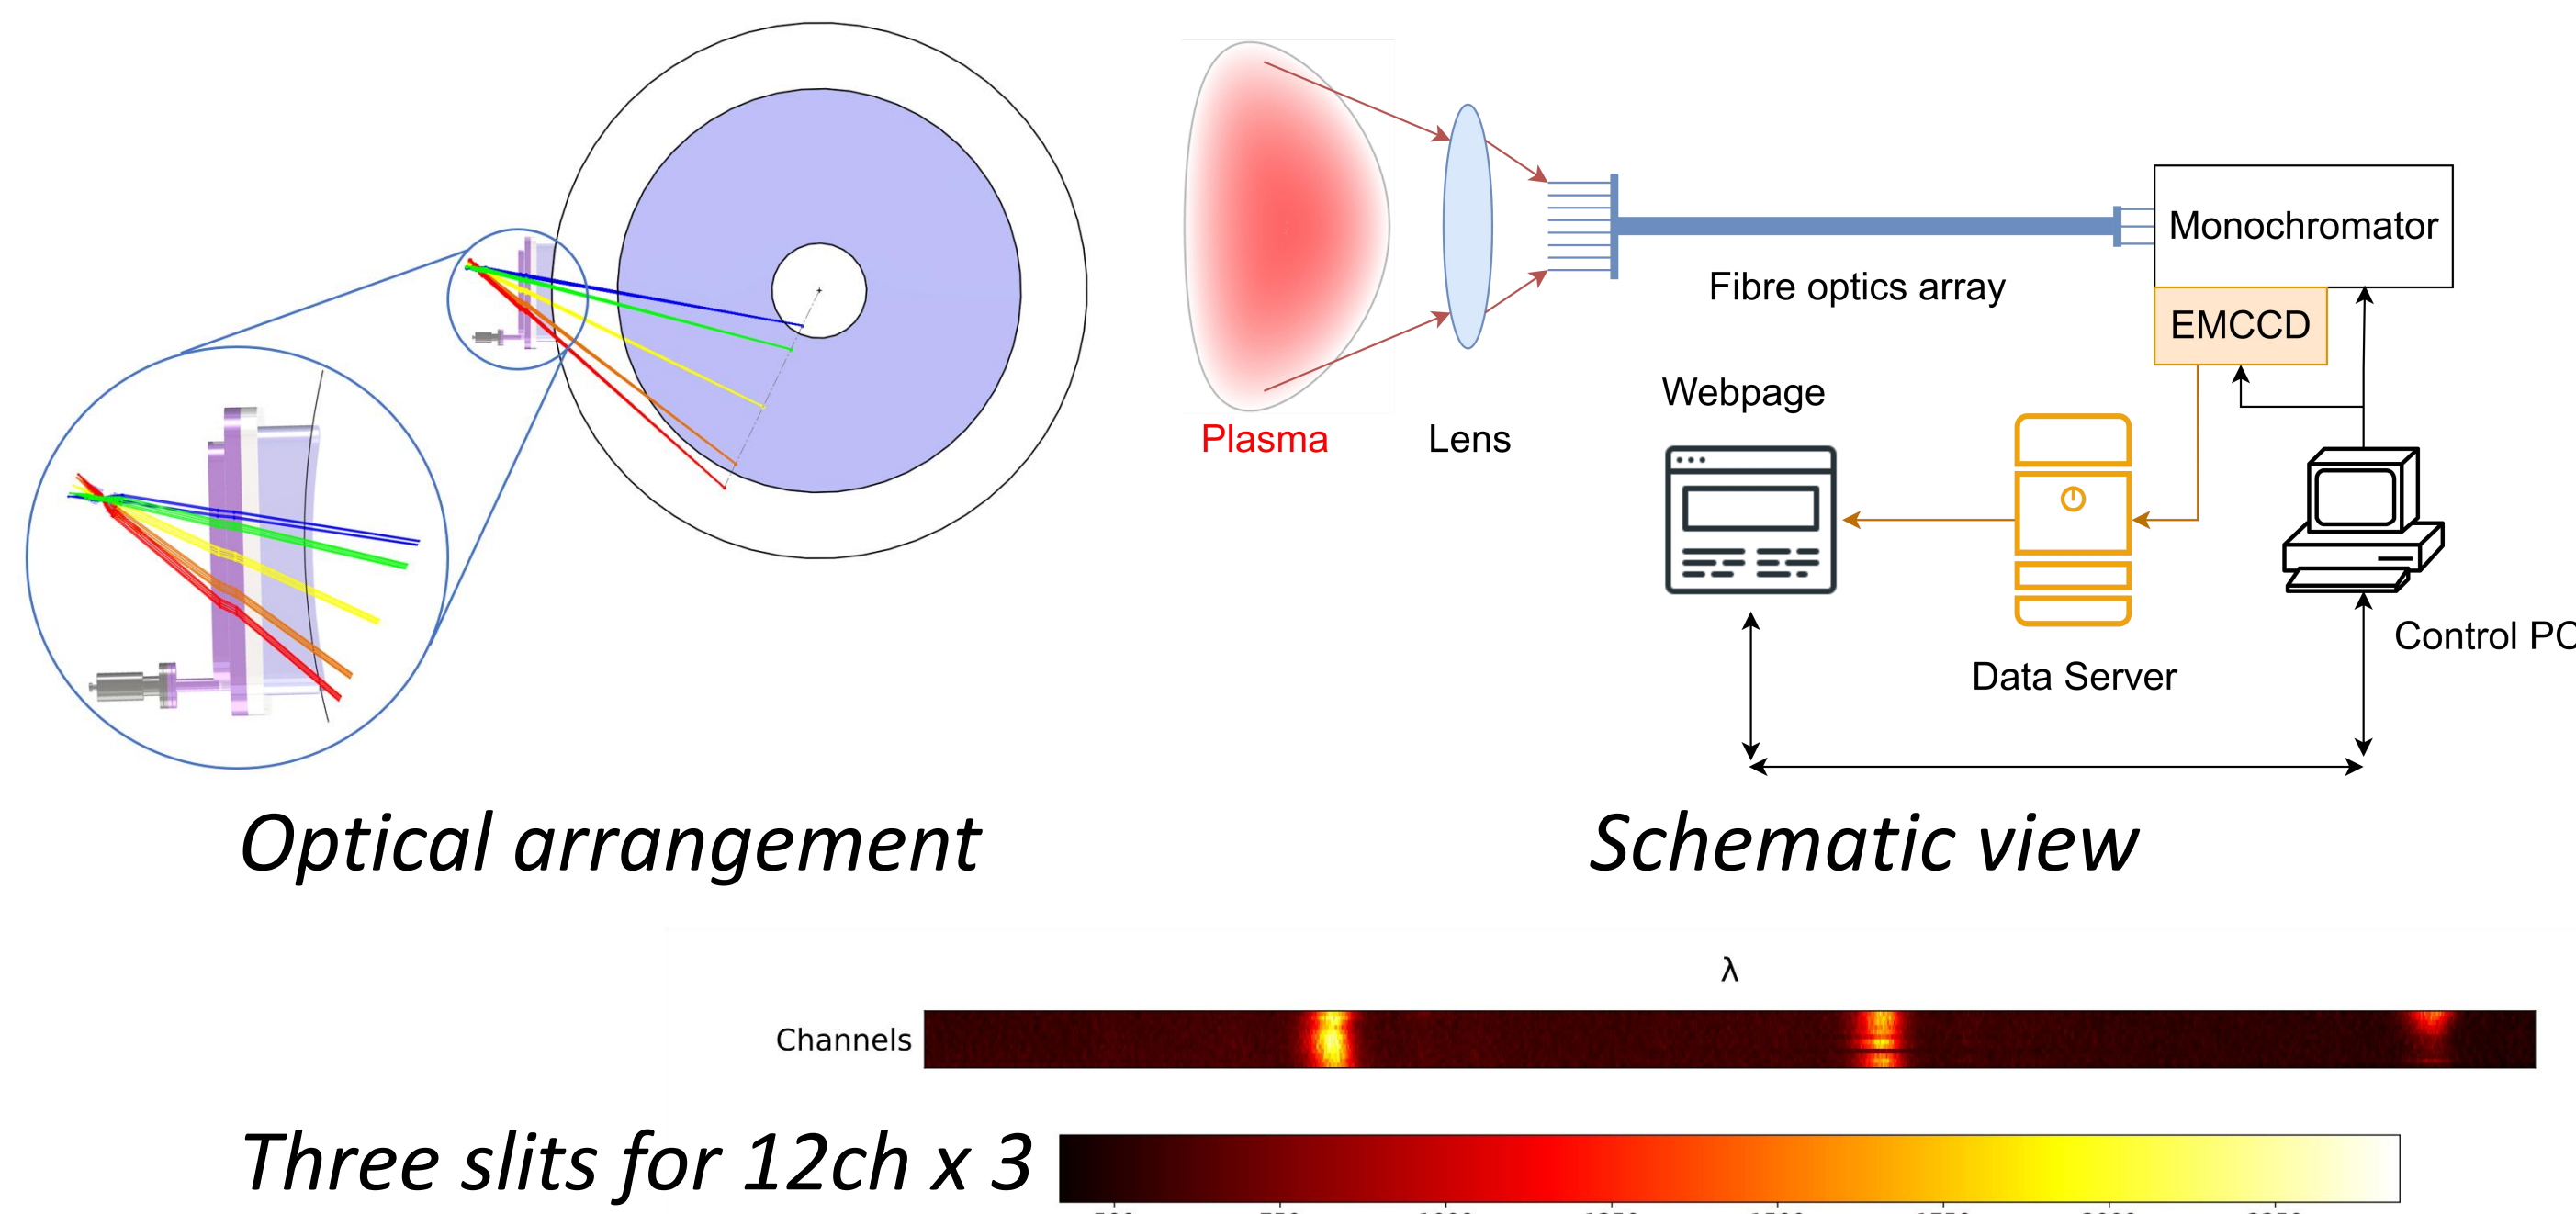 Monochromator
EMCCD
Fibre optics array
Webpage
Plasma
Lens
Control PC
Data Server
Optical arrangement
Schematic view
λ
Channels
Three slits for 12ch x 3